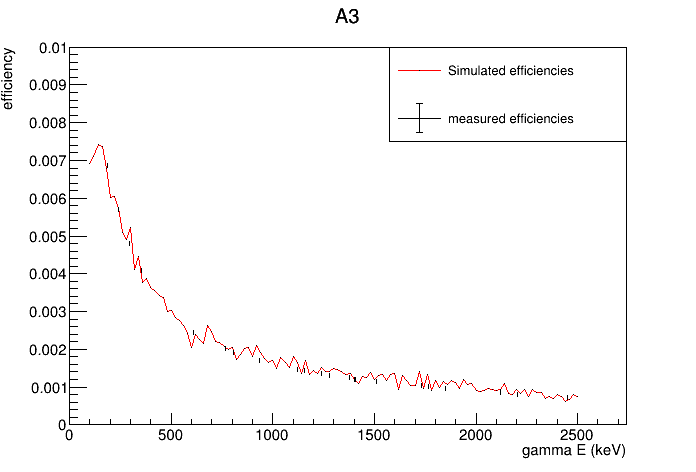 A3
efficiency
0.01
0.009
0.008
0.007
0.006
0.005
0.004
0.003
0.002
0.001
0
Simulated efficiencies
measured efficiencies
0 500 1000 1500 2000 2500
gamma E (keV)